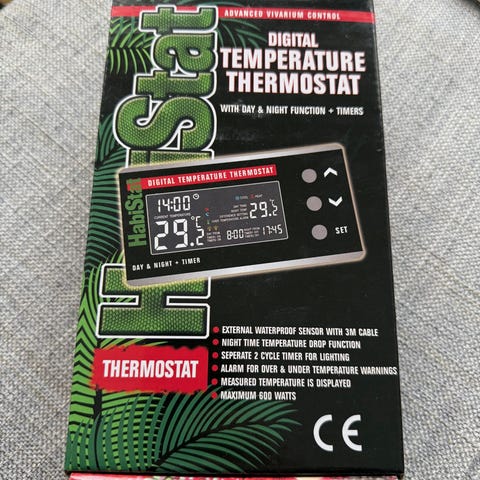 ADVANCED VIVARIUM CONTROL
HabiStat
DIGITAL
TEMPERATURE
THERMOSTAT
WITH DAY & NIGHT FUNCTION + TIMERS
HabiStat
DIGITAL TEMPERATURE THERMOSTAT
14:00
CURRENT TEMPERATURE
29.2°C
29.2
8:00
17:45
SET
DAY & NIGHT + TIMER
THERMOSTAT
• EXTERNAL WATERPROOF SENSOR WITH 3M CABLE
• NIGHT TIME TEMPERATURE DROP FUNCTION
• SEPERATE 2 CYCLE TIMER FOR LIGHTING
• ALARM FOR OVER & UNDER TEMPERATURE WARNINGS
• MEASURED TEMPERATURE IS DISPLAYED
• MAXIMUM 600 WATTS
CE